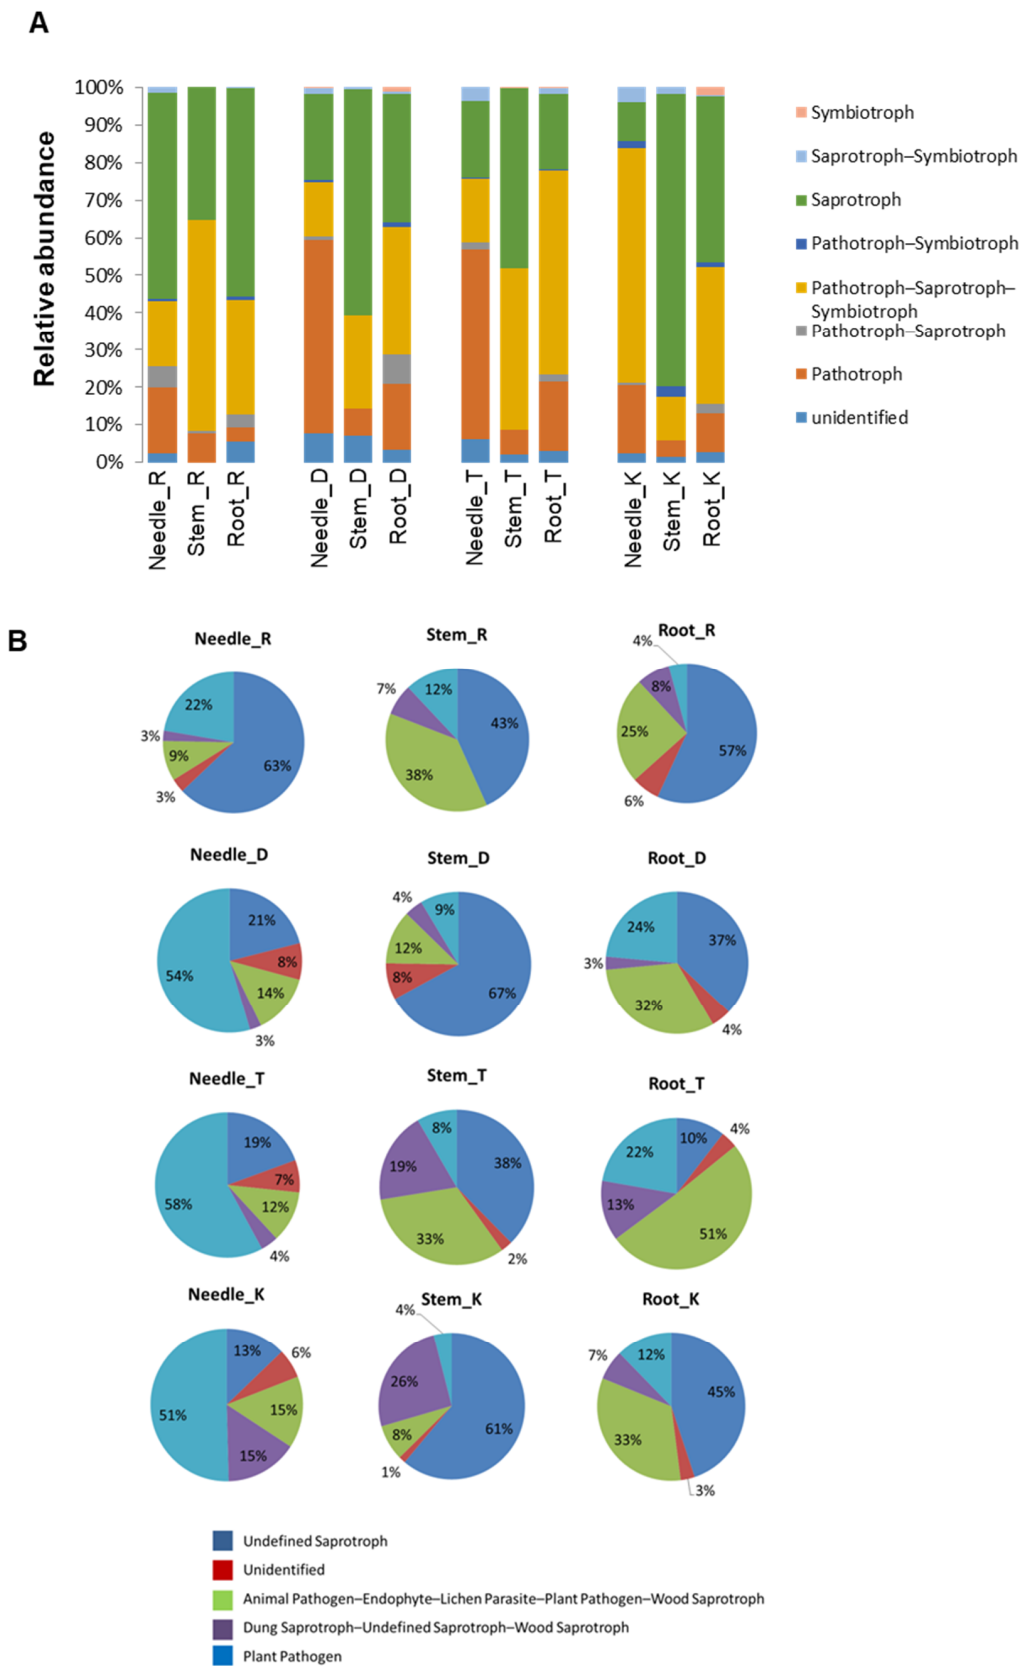 A
Relative abundance
100%
90%
80%
70%
60%
50%
40%
30%
20%
10%
0%
Needle_R
Stem _R
Root_R
Needle_D
Stem_D
Root_D
Needle_T
Stem_T
Root_T
Needle_K
Stem_K
Root_K
Symbiotroph
Saprotroph–Symbiotroph
Saprotroph
Pathotroph–Symbiotroph
Pathotroph–Saprotroph–
Symbiotroph
Pathotroph–Saprotroph
Pathotroph
unidentified
B
Needle_R
22%
3%
9%
3%
63%
Stem_R
7%
12%
43%
38%
Root_R
4%
8%
25%
57%
6%
Needle_D
21%
8%
54%
14%
3%
Stem_D
4%
9%
12%
8%
67%
Root_D
24%
37%
3%
32%
4%
Needle_T
19%
7%
58%
12%
4%
Stem_T
8%
38%
19%
33%
2%
Root_T
10%
4%
22%
13%
51%
Needle_K
13%
6%
51%
15%
15%
Stem_K
4%
26%
8%
61%
1%
Root_K
7%
12%
45%
33%
3%
Undefined Saprotroph
Unidentified
Animal Pathogen–Endophyte–Lichen Parasite–Plant Pathogen–Wood Saprotroph
Dung Saprotroph–Undefined Saprotroph–Wood Saprotroph
Plant Pathogen